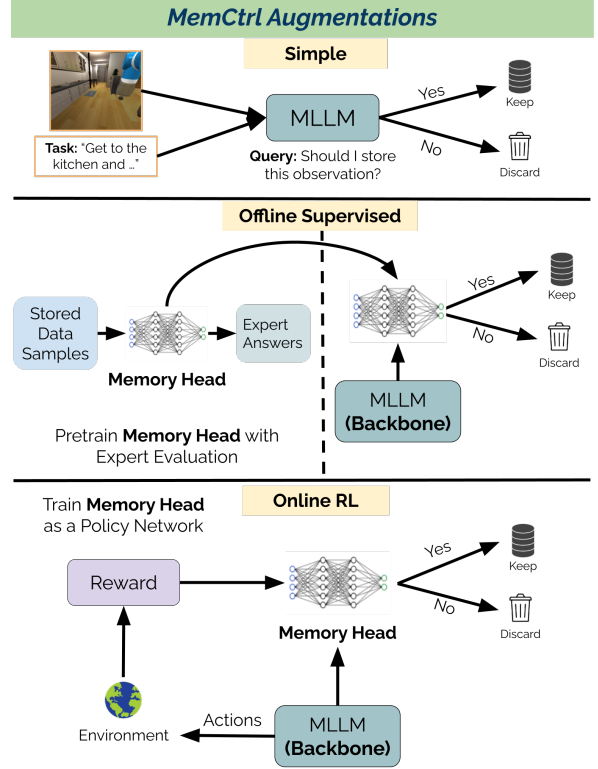 MemCtrl Augmentations
Simple
Task: “Get to the
kitchen and ...”
MLLM
Query: Should I store
this observation?
Yes
No
Keep
Discard
Offline Supervised
Stored
Data
Samples
Memory Head
Expert
Answers
Pretrain Memory Head with
Expert Evaluation
MLLM
(Backbone)
Yes
No
Keep
Discard
Online RL
Train Memory Head
as a Policy Network
Reward
Memory Head
Yes
No
Keep
Discard
Environment
Actions
MLLM
(Backbone)